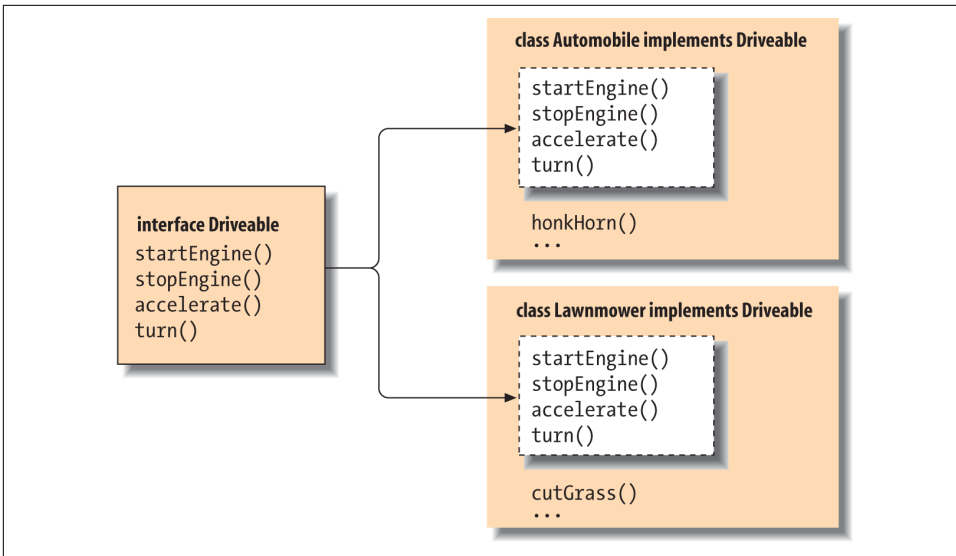 interface Driveable
startEngine()
stopEngine()
accelerate()
turn()
class Automobile implements Driveable
startEngine()
stopEngine()
accelerate()
turn()
honkHorn()
...
class Lawnmower implements Driveable
startEngine()
stopEngine()
accelerate()
turn()
cutGrass()
...